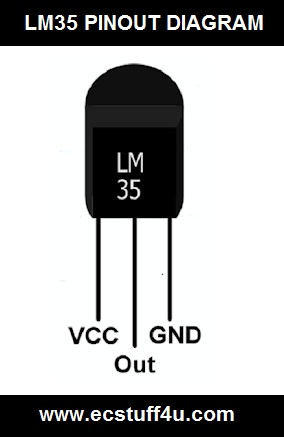 LM35 PINOUT DIAGRAM
LM
35
VCC GND
Out
www.ecstuff4u.com